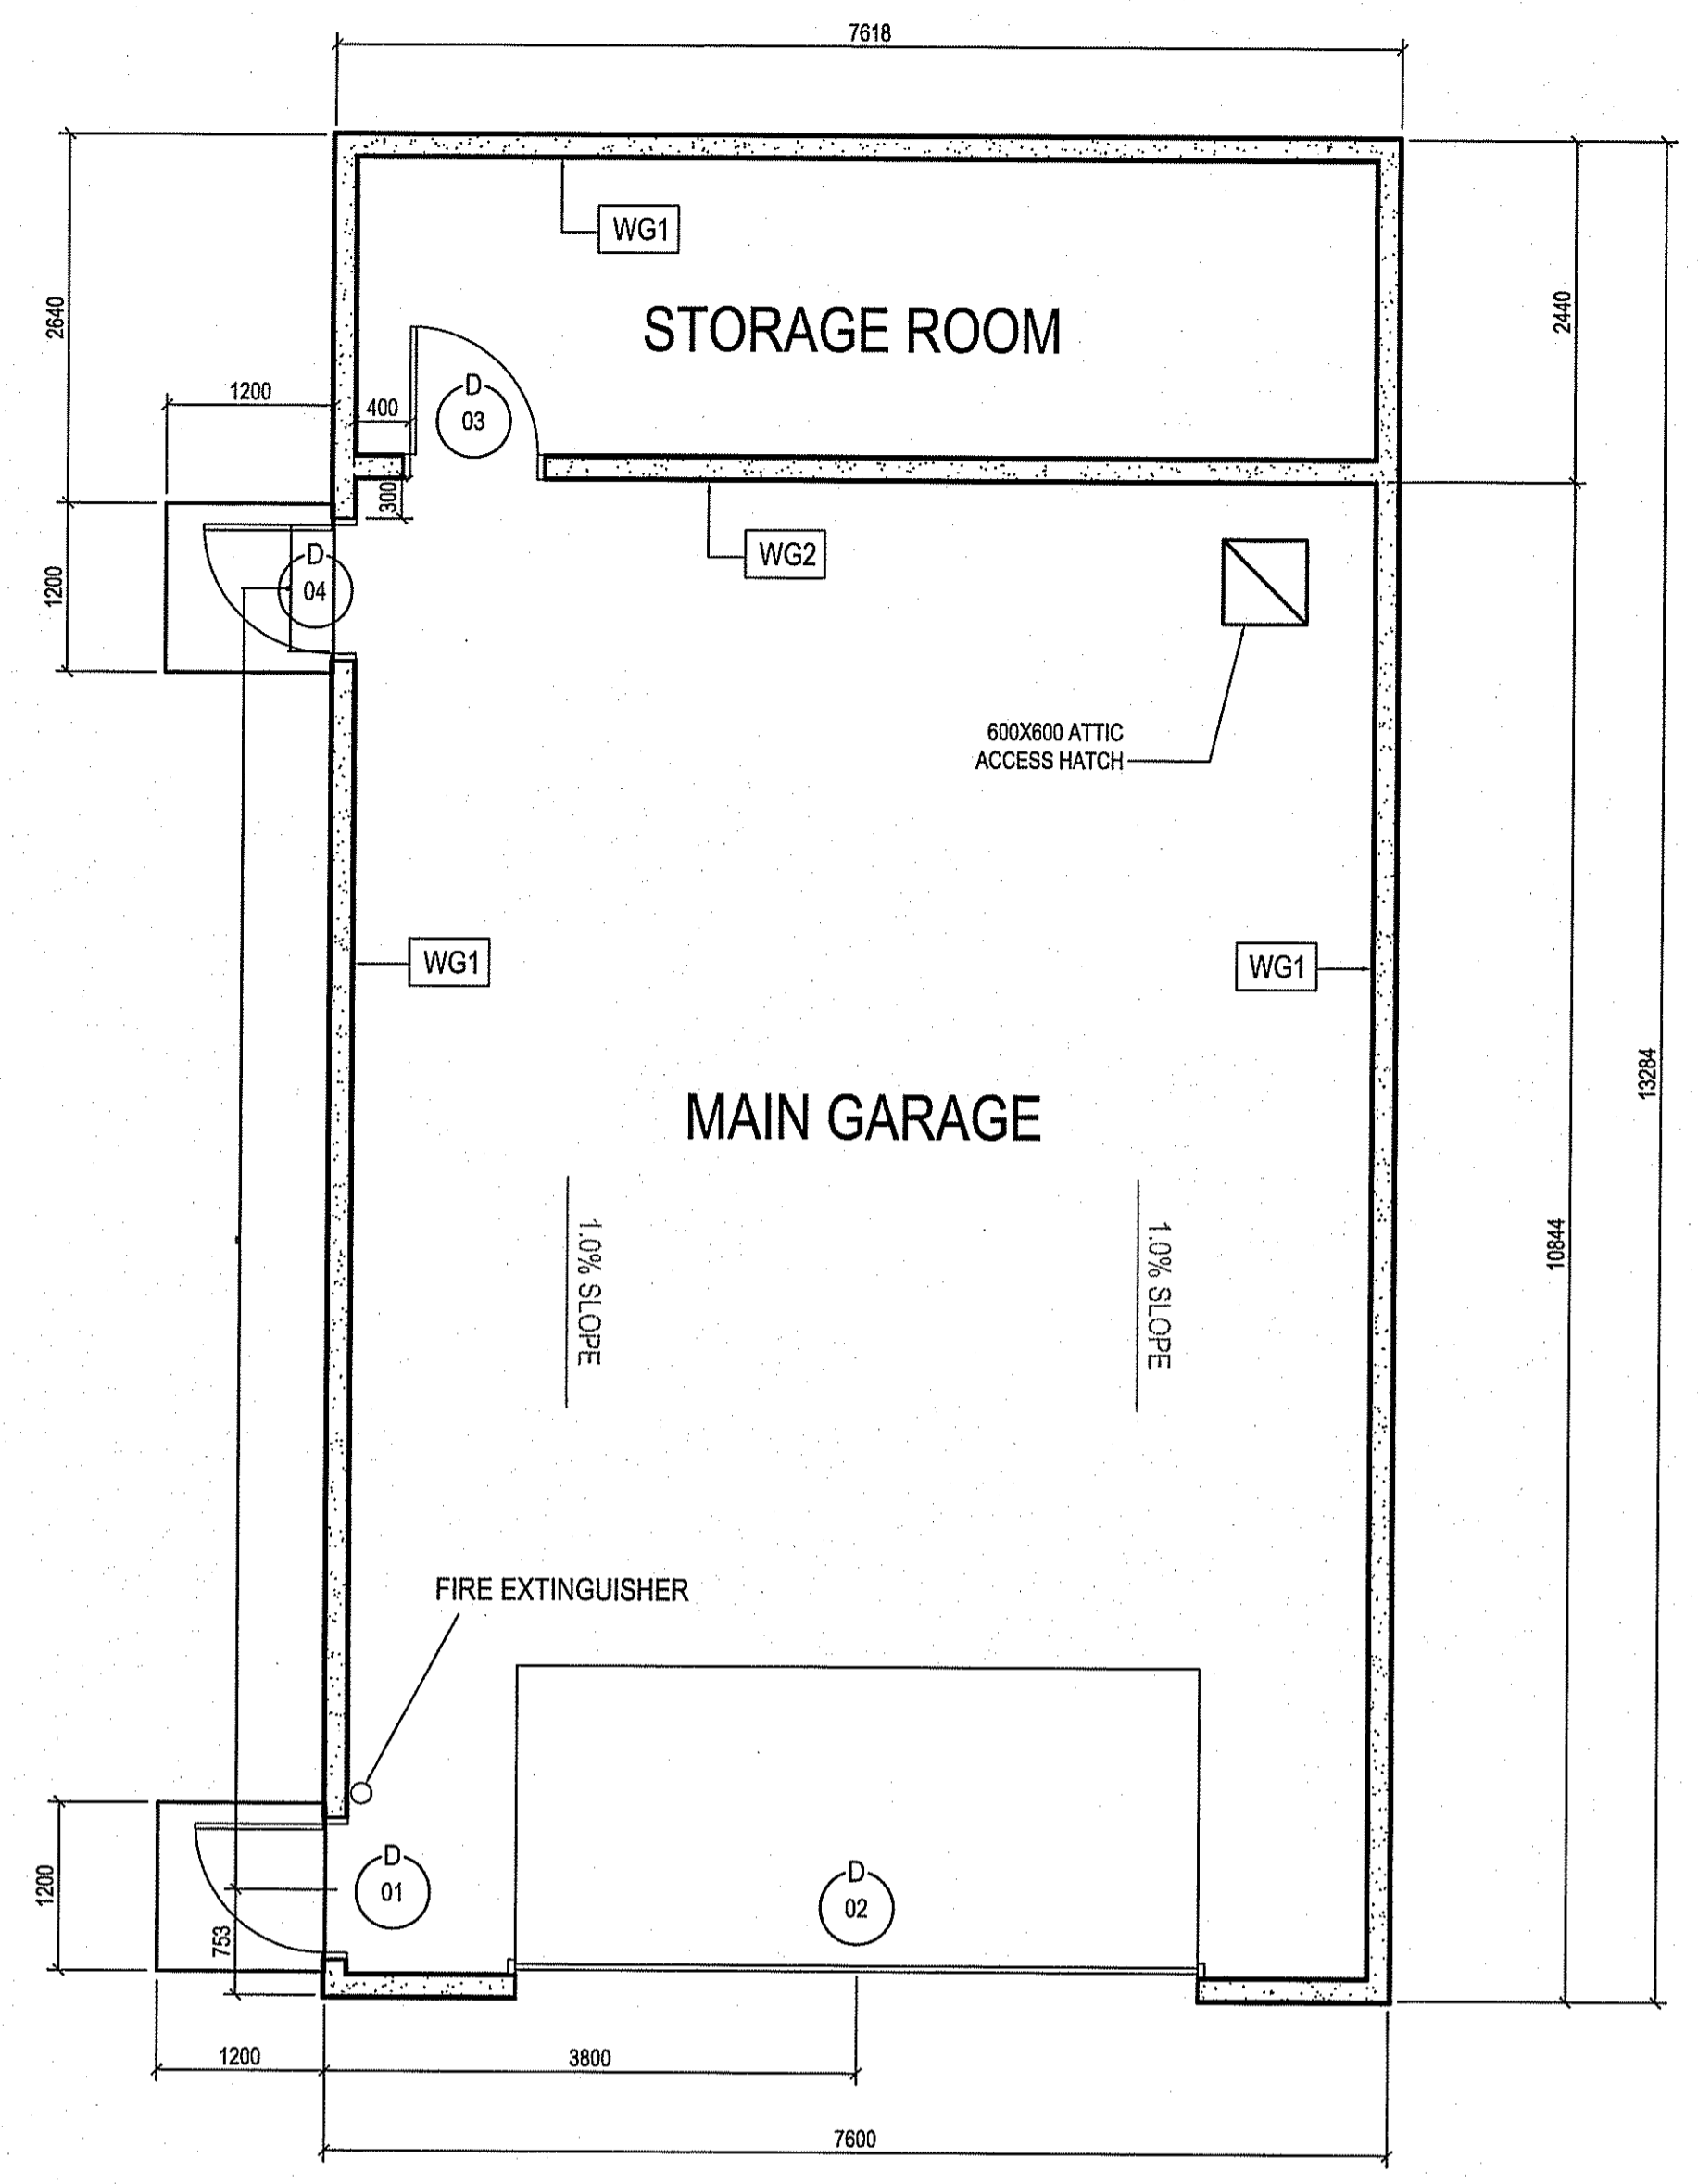 7618
WG1
2640
STORAGE ROOM
2440
1200
400
D
03
300
WG2
D
04
1200
600X600 ATTIC
ACCESS HATCH
WG1
WG1
13284
MAIN GARAGE
10844
1.0% SLOPE
1.0% SLOPE
FIRE EXTINGUISHER
D
01
D
02
1200
753
1200
3800
7600